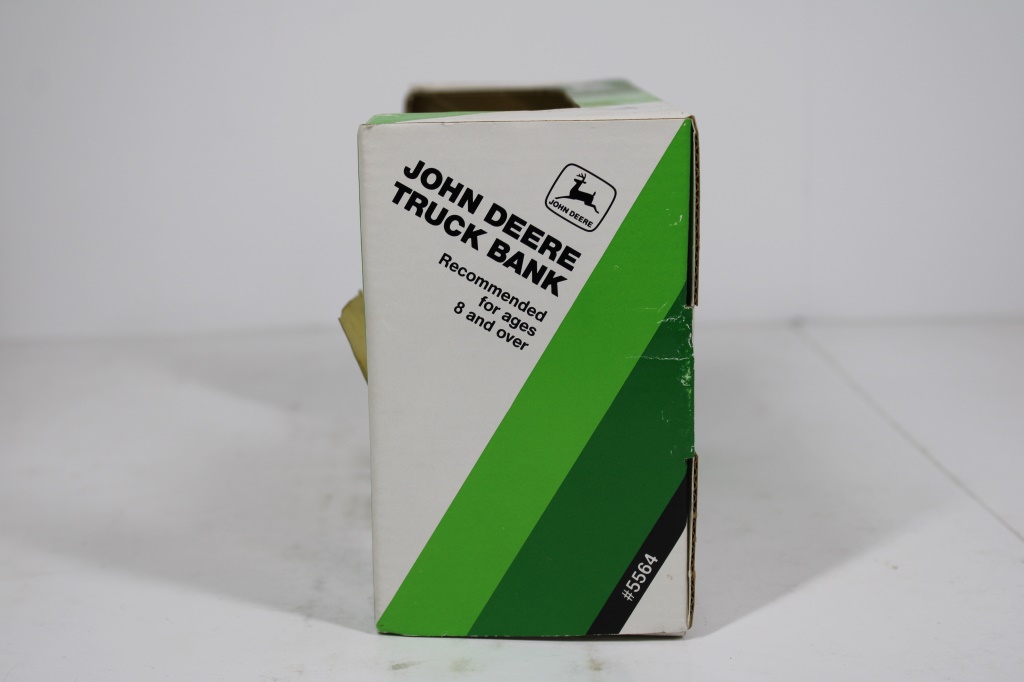 JOHN DEERE
TRUCK BANK
Recommended
for ages
8 and over
JOHN DEERE
#5564